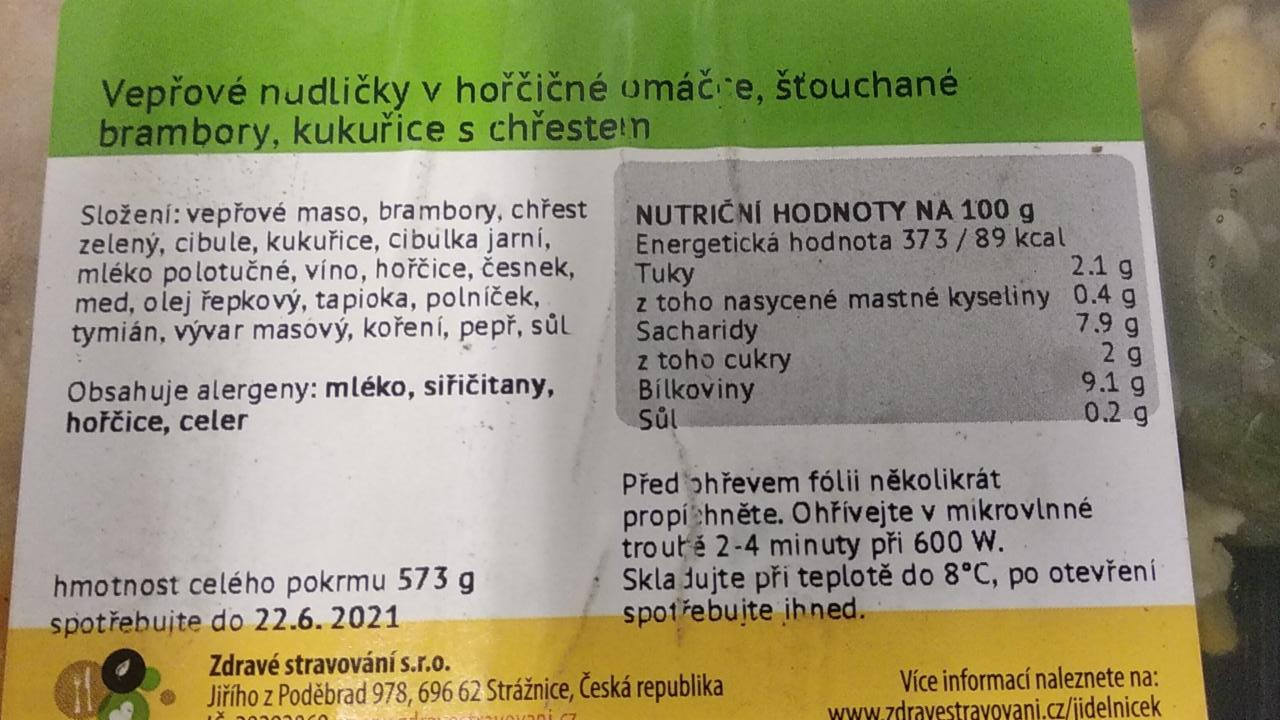 Vepřové nudličky v hořčičné omáčce, šťouchané
brambory, kukuřice s chřestem
Složení: vepřové maso, brambory, chřest
zelený, cibule, kukuřice, cibulka jarní,
mléko polotučné, víno, hořčice, česnek,
med, olej řepkový, tapioka, polníček,
tymián, vývar masový, koření, pepř, sůl
Obsahuje alergeny: mléko, siřičitany,
hořčice, celer
hmotnost celého pokrmu 573 g
spotřebujte do 22.6. 2021
NUTRIČNÍ HODNOTY NA 100 g
Energetická hodnota 373 / 89 kcal
Tuky 2.1 g
z toho nasycené mastné kyseliny 0.4 g
Sacharidy 7.9 g
z toho cukry 2 g
Bílkoviny 9.1 g
Sůl 0.2 g
Před ohřevem fólii několikrát
propíchněte. Ohřívejte v mikrovlnné
troubě 2-4 minuty při 600 W.
Skladujte při teplotě do 8°C, po otevření
spotřebujte ihned.
Zdravé stravování s.r.o.
Jiřího z Poděbrad 978, 696 62 Strážnice, Česká republika
Více informací naleznete na:
www.zdravestravovani.cz/jidelnicek